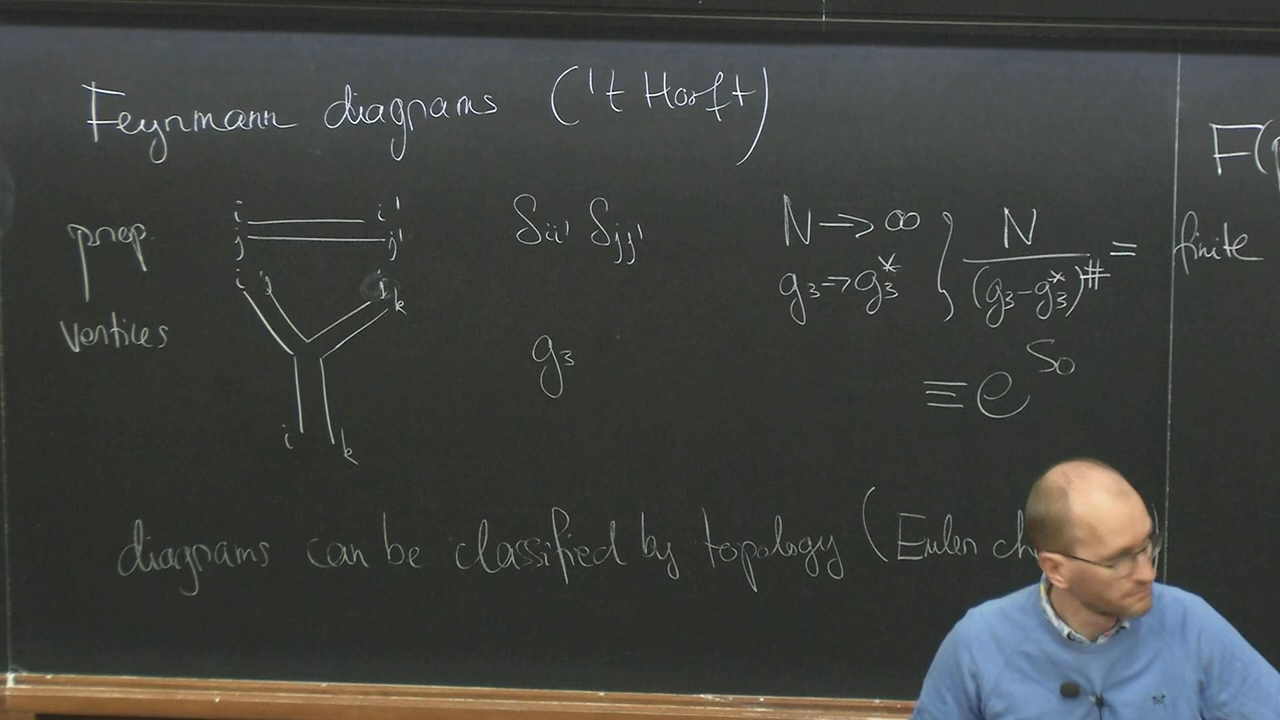 Feynmann diagrams ('t Hooft)
prop. i i' j j' δii' δjj'
i j j k
vertices g3
i k
N → ∞
g3 → g3* } N / (g3 - g3*)^# = finite
≡ e^S0
diagrams can be classified by topology (Euler ch
F(